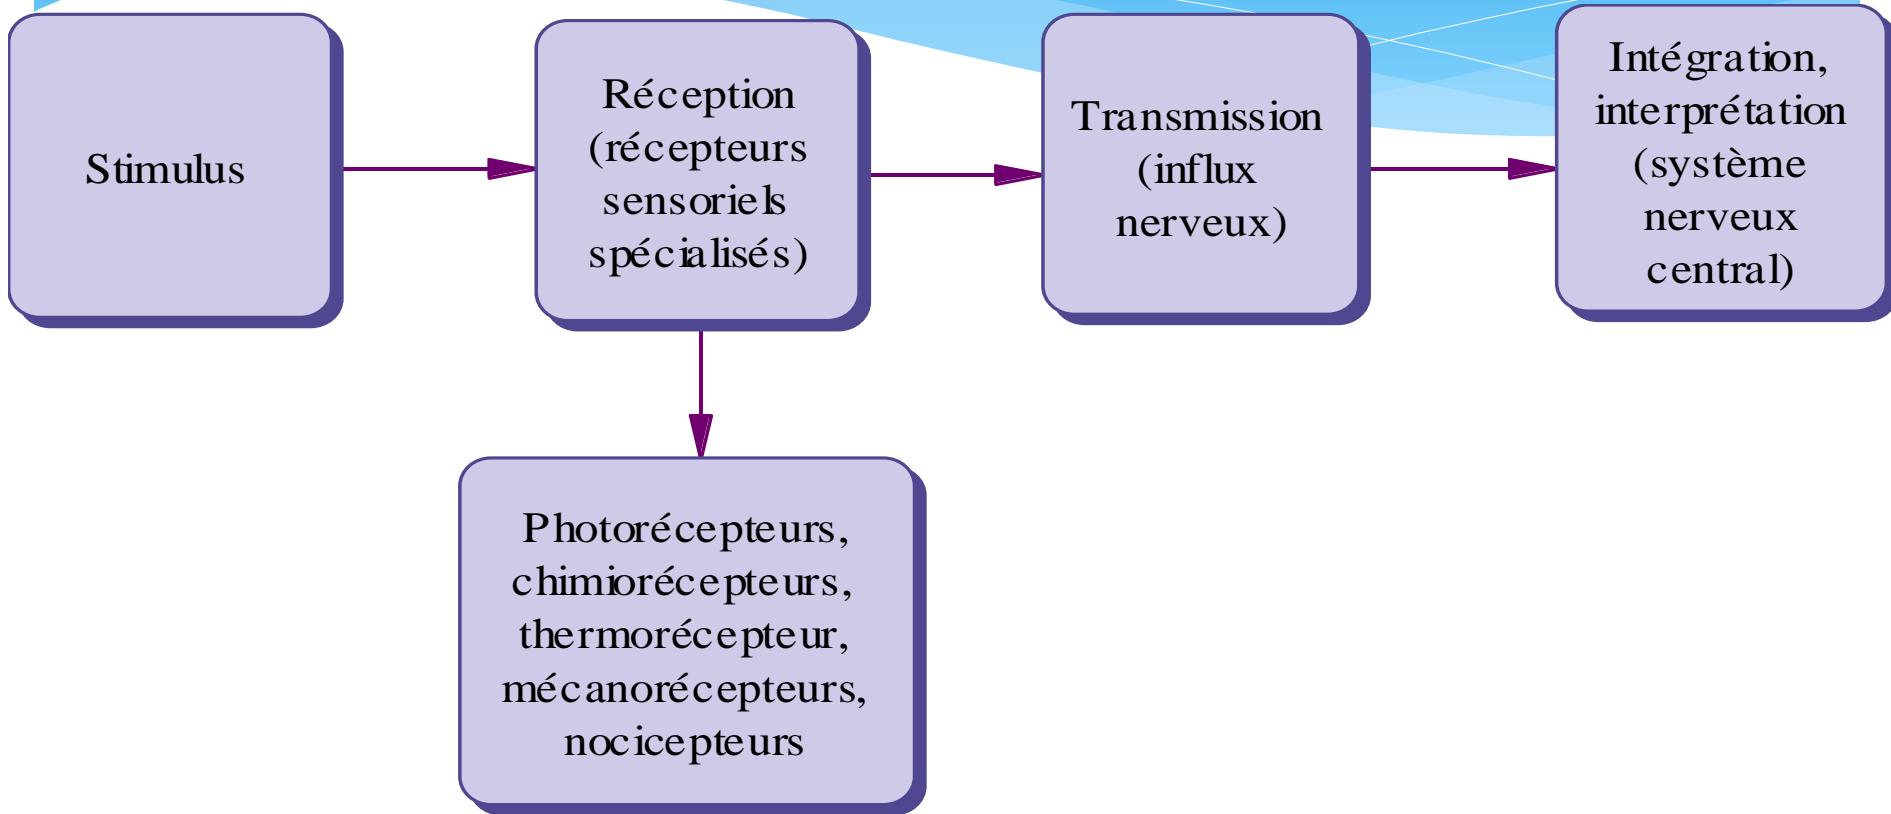 Stimulus
Réception
(récepteurs
sensoriels
spécialisés)
Transmission
(influx
nerveux)
Intégration,
interprétation
(système
nerveux
central)
Photorécepteurs,
chimiorécepteurs,
thermorécepteur,
mécanorécepteurs,
nocicepteurs